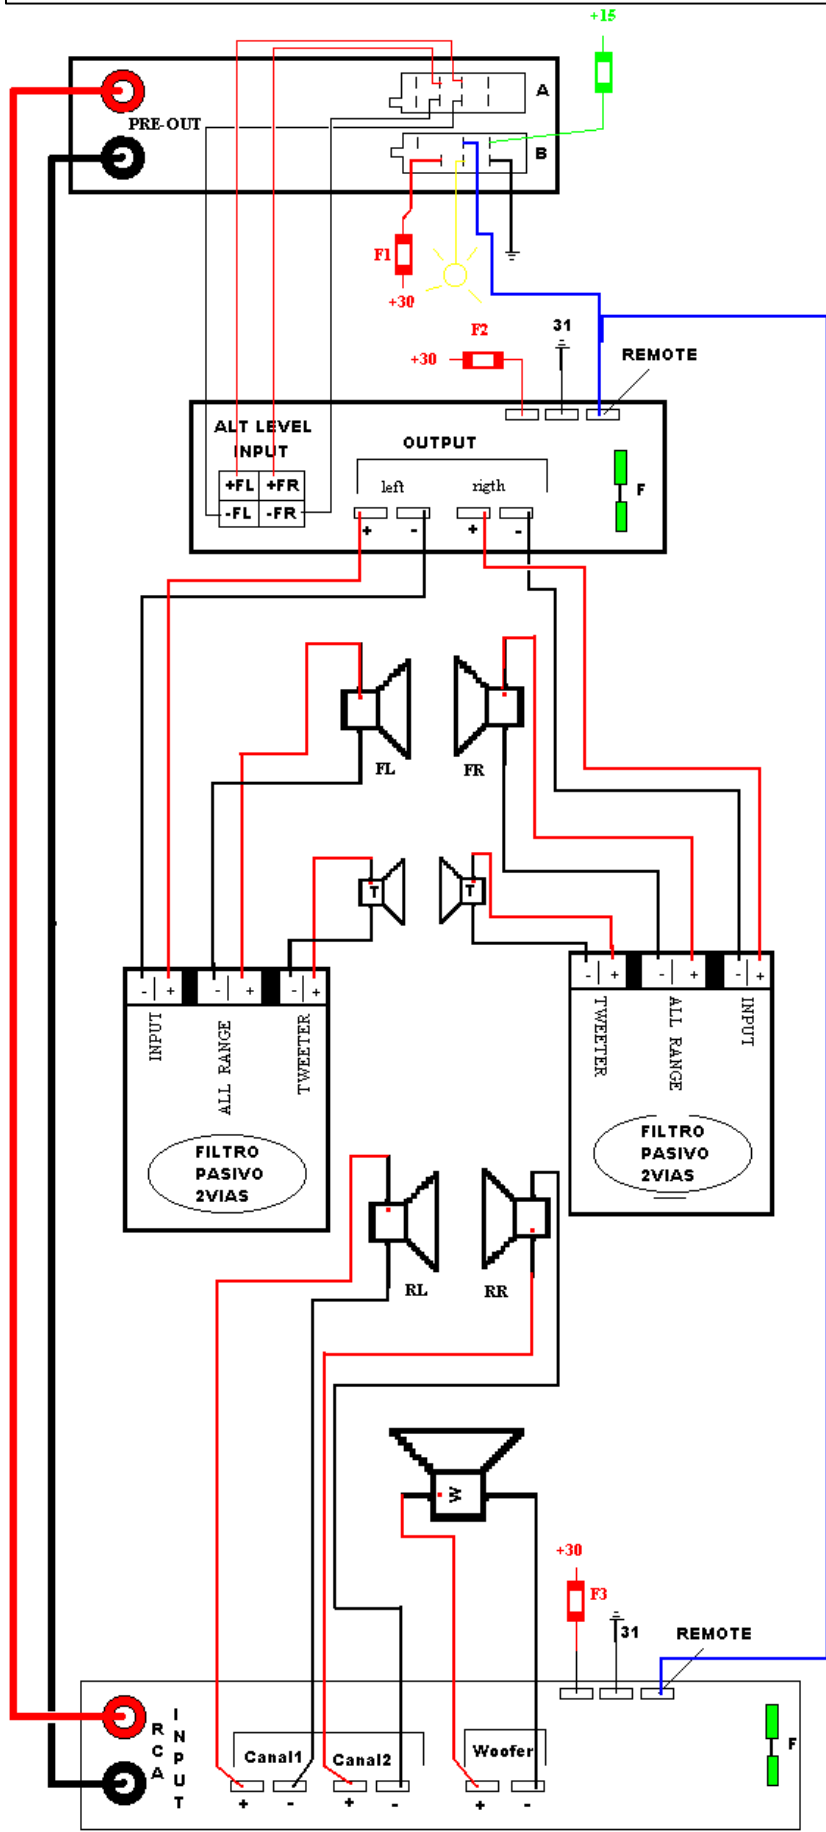 +15
A
PRE-OUT
B
F1
+30
F2
+30
31
REMOTE
ALT LEVEL
INPUT
OUTPUT
+FL +FR
-FL -FR
left
rigth
F
+ - + -
FL
FR
T
T
- + - + - +
INPUT
ALL RANGE
TWEETER
- + - + - +
TWEETER
ALL RANGE
INPUT
FILTRO
PASIVO
2VIAS
FILTRO
PASIVO
2VIAS
RL
RR
W
+30
F3
31
REMOTE
RCA
INPUT
Canal1
Canal2
Woofer
F
+ - + - + -